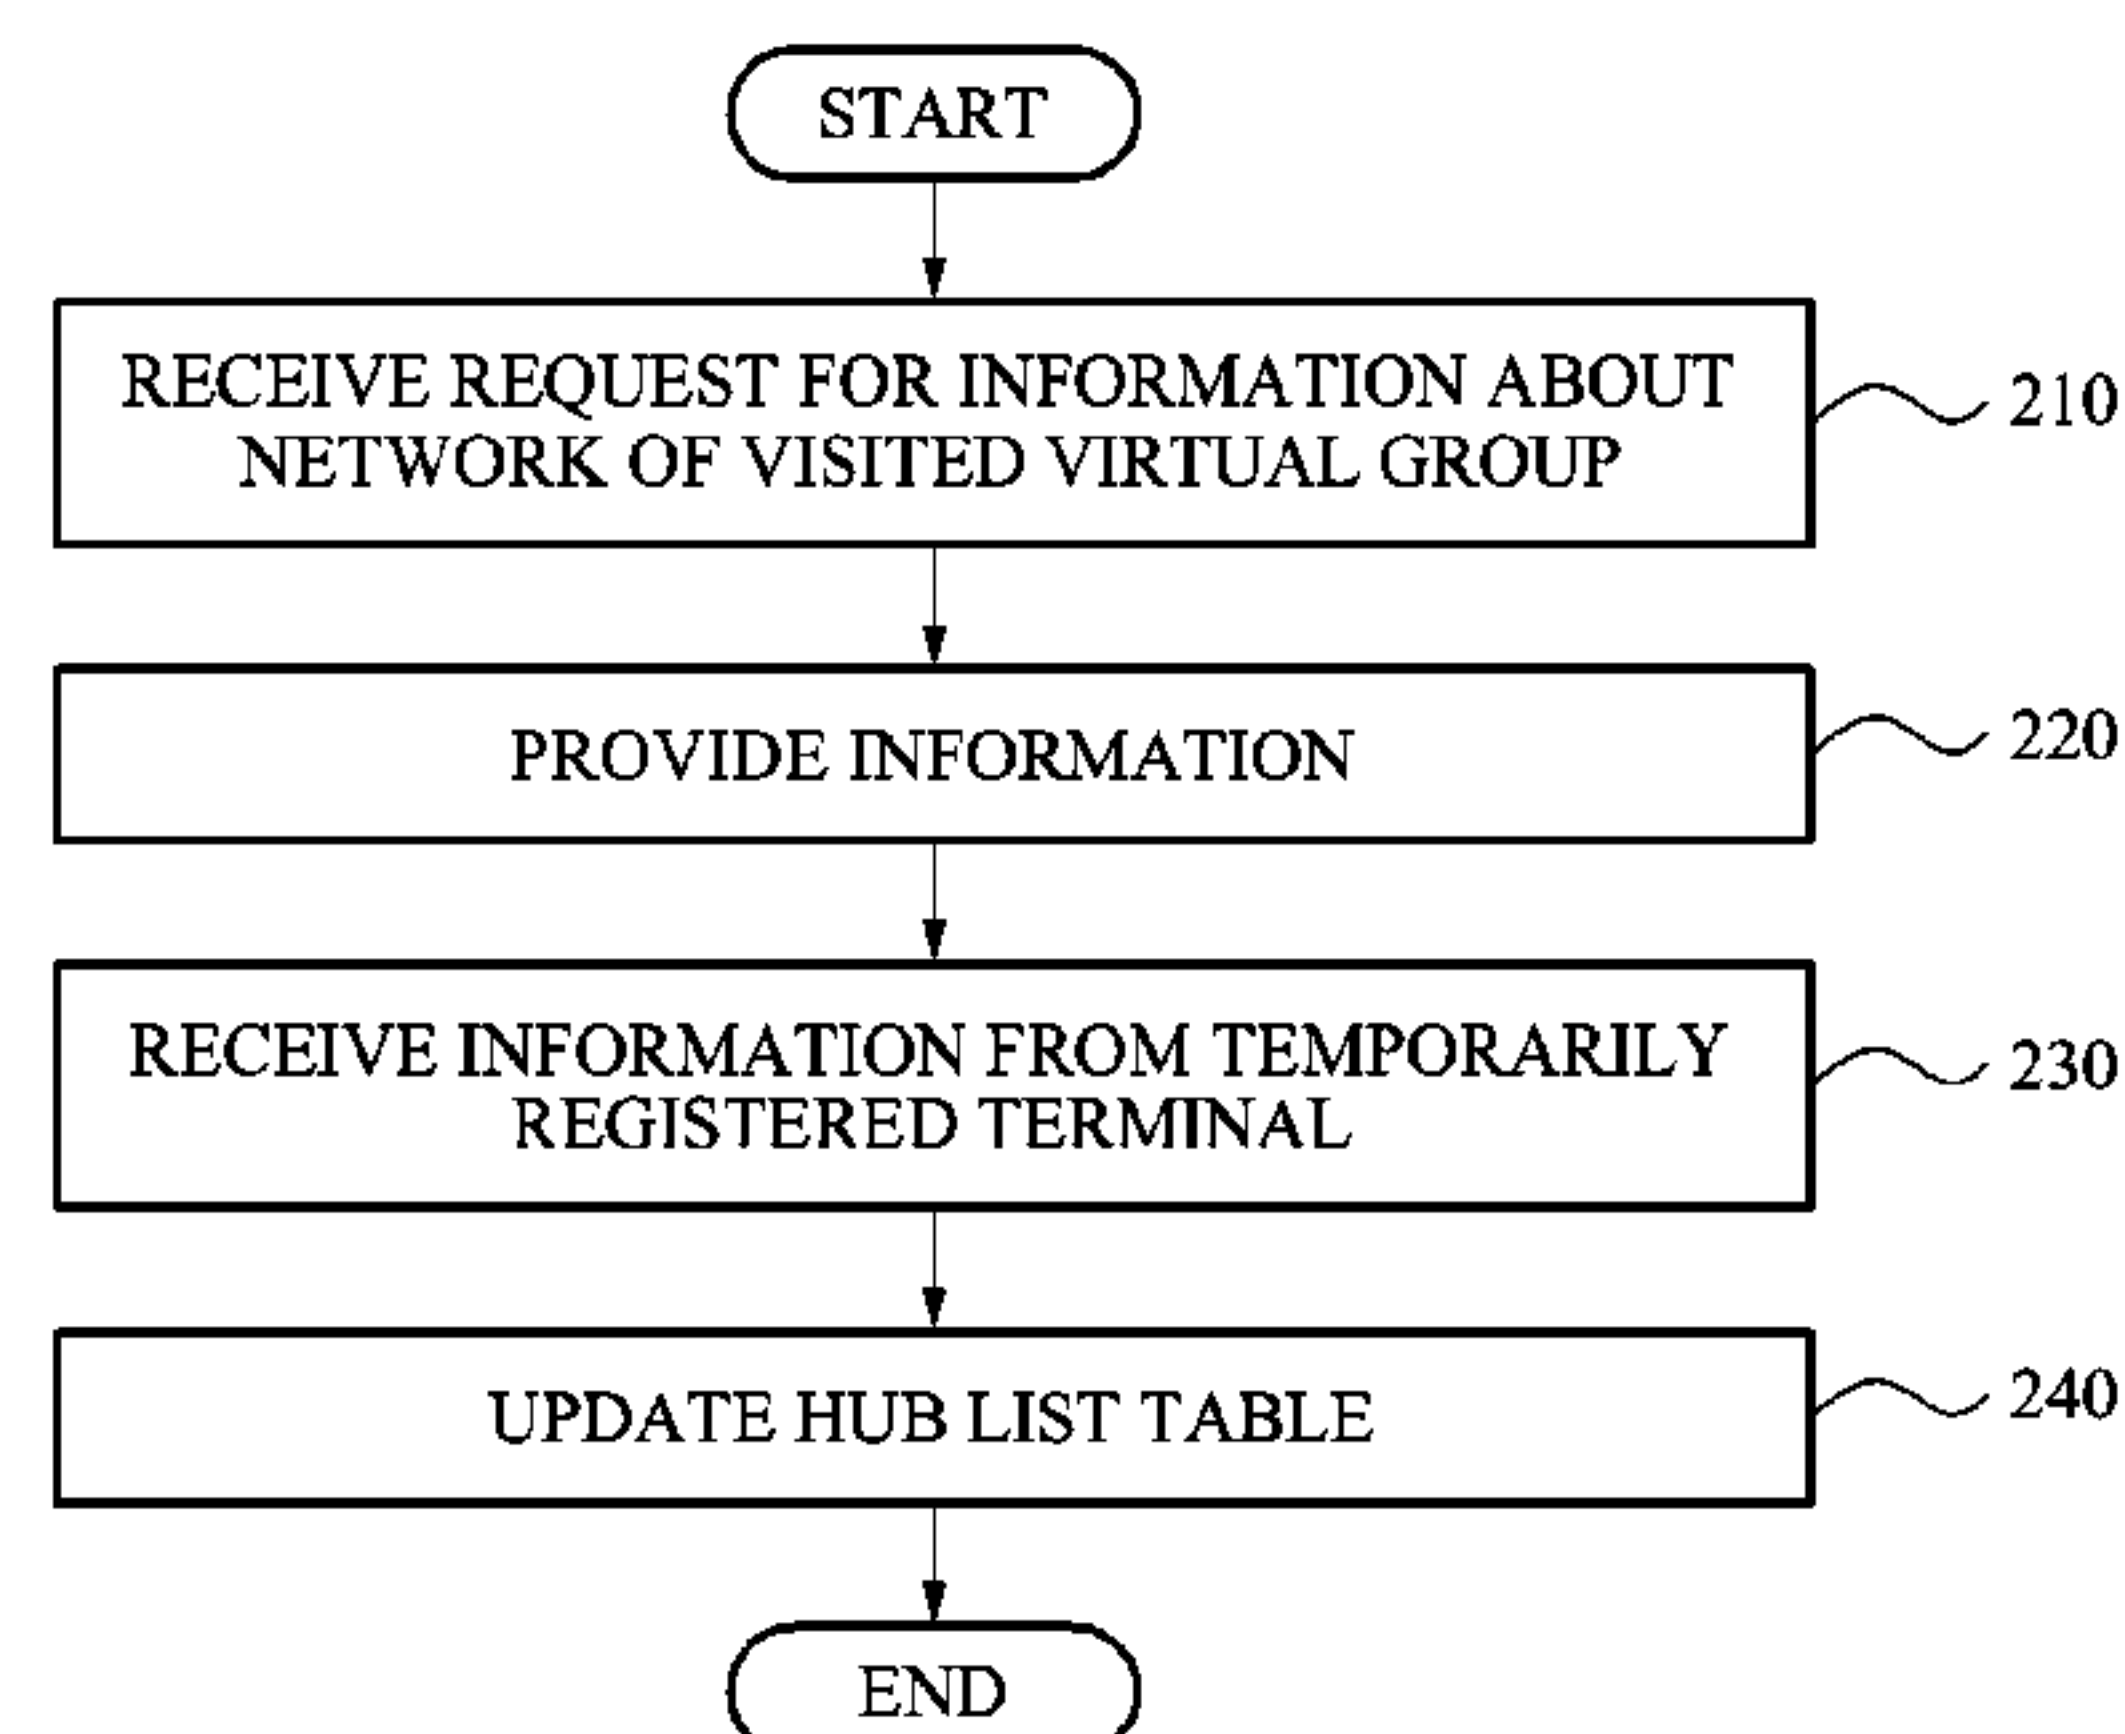 START
RECEIVE REQUEST FOR INFORMATION ABOUT
NETWORK OF VISITED VIRTUAL GROUP
210
PROVIDE INFORMATION
220
RECEIVE INFORMATION FROM TEMPORARILY
REGISTERED TERMINAL
230
UPDATE HUB LIST TABLE
240
END